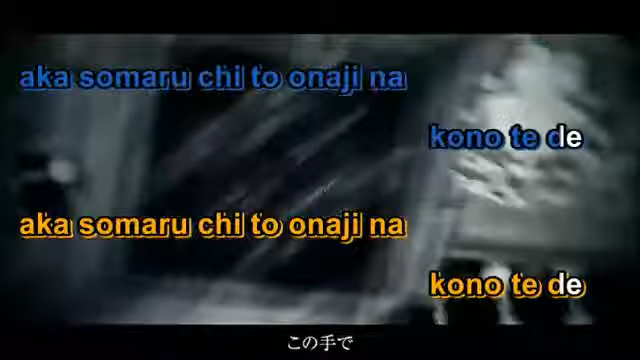 aka somaru chi to onaji na
kono te de
aka somaru chi to onaji na
kono te de
この手で